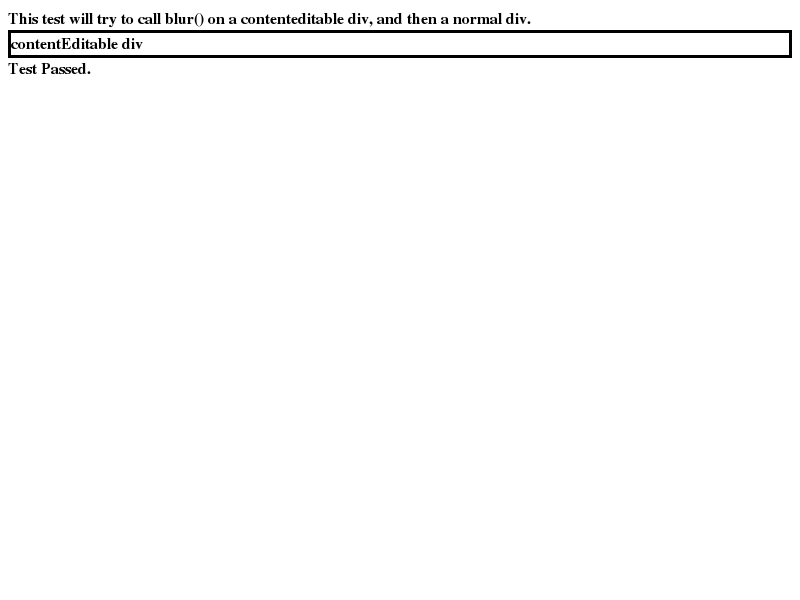 This test will try to call blur() on a contenteditable div, and then a normal div.
contentEditable div
Test Passed.